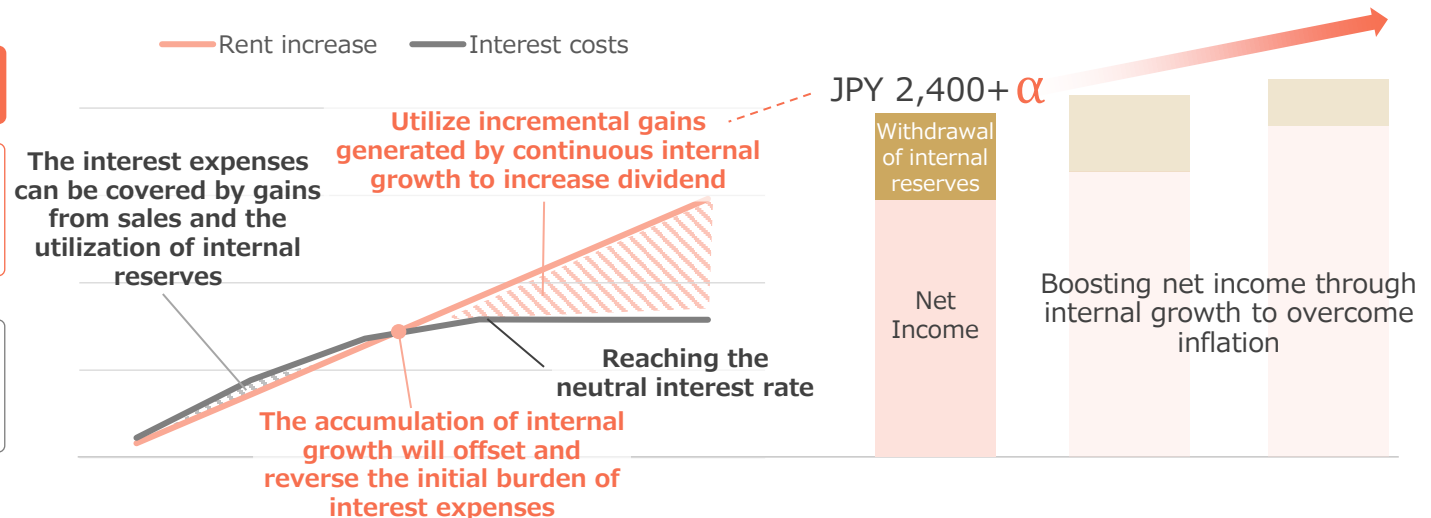 Rent increase
Interest costs
The interest expenses
can be covered by gains
from sales and the
utilization of internal
reserves
Utilize incremental gains
generated by continuous internal
growth to increase dividend
Reaching the
neutral interest rate
The accumulation of internal
growth will offset and
reverse the initial burden of
interest expenses
JPY 2,400+α
Withdrawal
of internal
reserves
Net
Income
Boosting net income through
internal growth to overcome
inflation